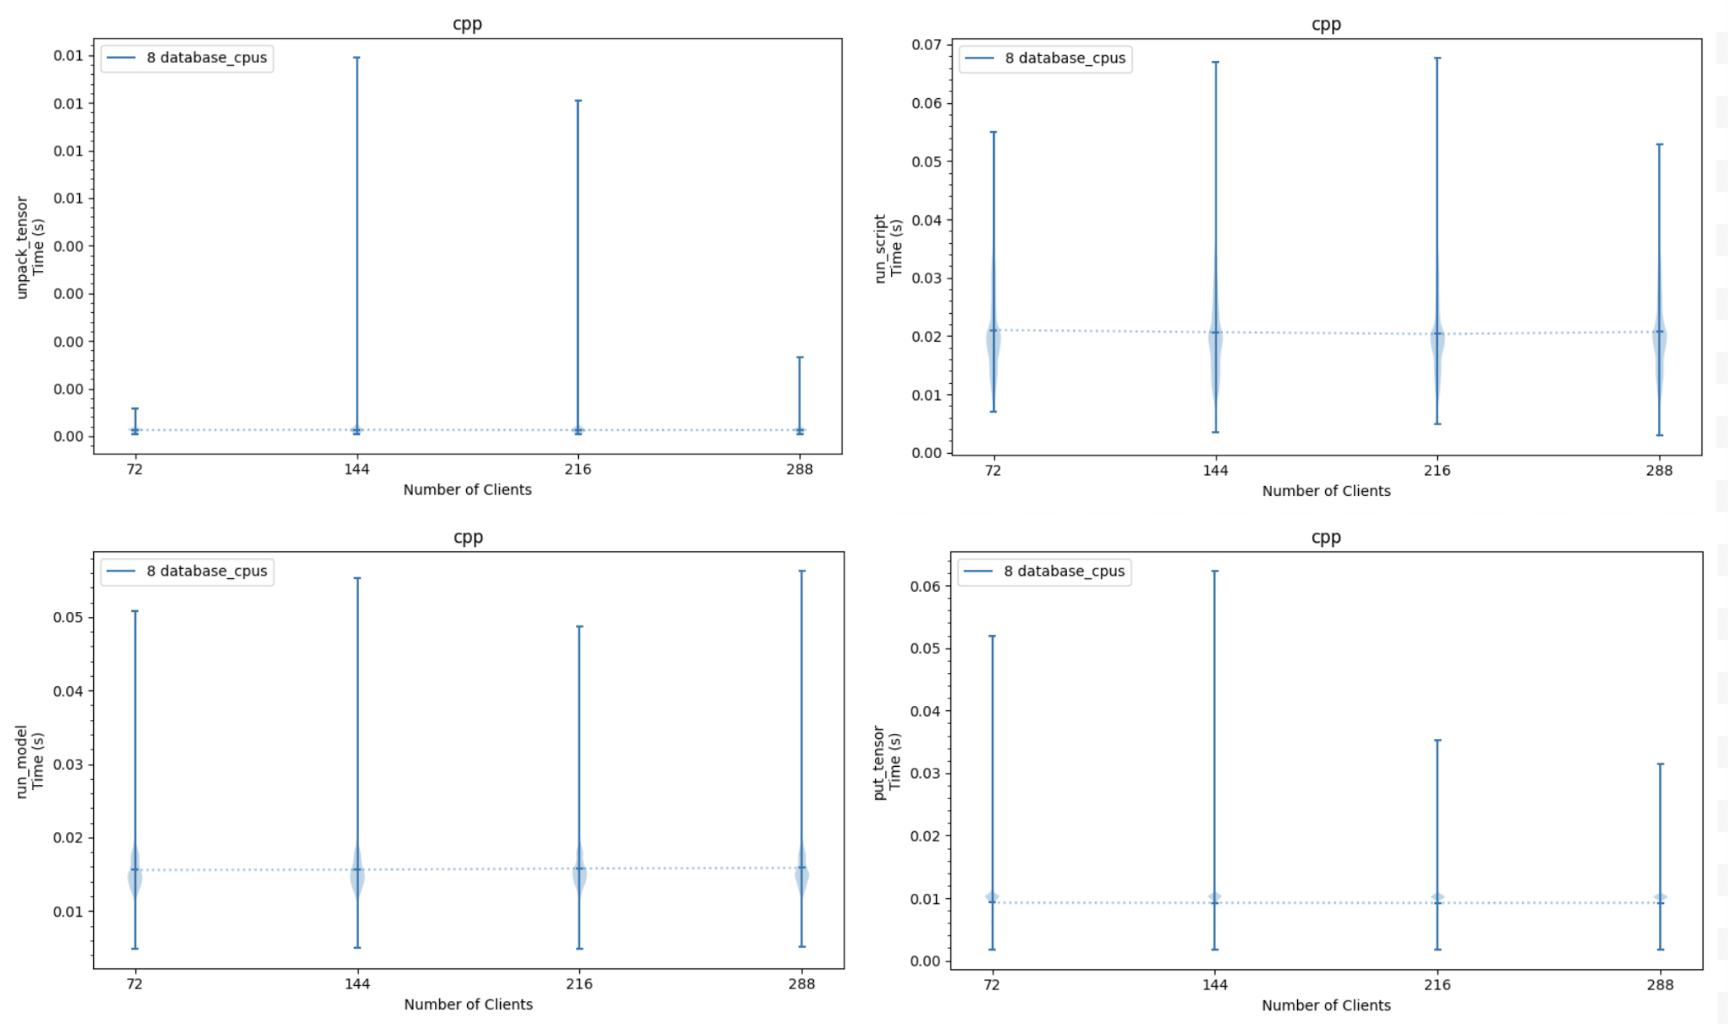 cpp
8 database_cpus
0.01
0.01
0.01
0.01
0.00
0.00
0.00
0.00
0.00
unpack_tensor
Time (s)
72 144 216 288
Number of Clients
cpp
8 database_cpus
0.07
0.06
0.05
0.04
0.03
0.02
0.01
0.00
run_script
Time (s)
72 144 216 288
Number of Clients
cpp
8 database_cpus
0.05
0.04
0.03
0.02
0.01
run_model
Time (s)
72 144 216 288
Number of Clients
cpp
8 database_cpus
0.06
0.05
0.04
0.03
0.02
0.01
0.00
put_tensor
Time (s)
72 144 216 288
Number of Clients